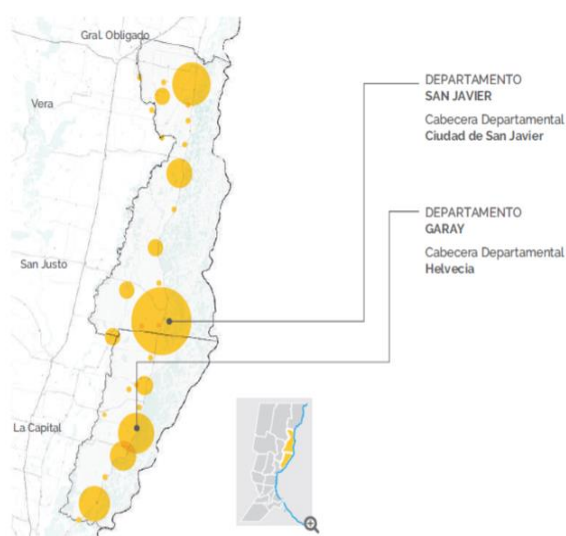 Gral. Obligado
Vera
DEPARTAMENTO
SAN JAVIER
Cabecera Departamental
Ciudad de San Javier
DEPARTAMENTO
GARAY
Cabecera Departamental
Helvecia
San Justo
La Capital